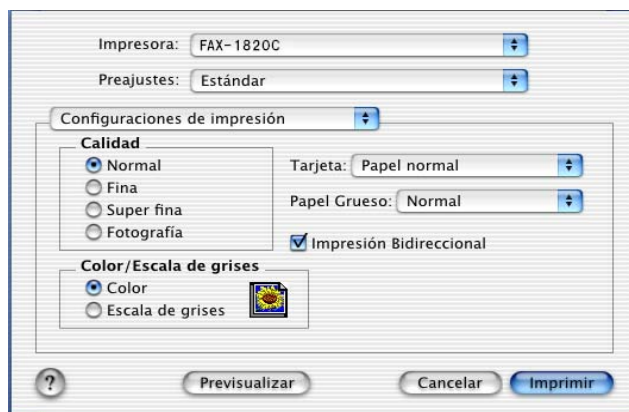 Impresora: FAX-1820C
Preajustes: Estándar
Configuraciones de impresión
Calidad
Normal
Fina
Super fina
Fotografía
Tarjeta: Papel normal
Papel Grueso: Normal
Impresión Bidireccional
Color/Escala de grises
Color
Escala de grises
? Previsualizar Cancelar Imprimir